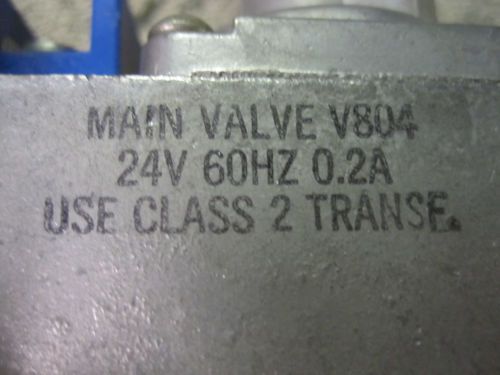 MAIN VALVE V804
24V 60HZ 0.2A
USE CLASS 2 TRANSF.